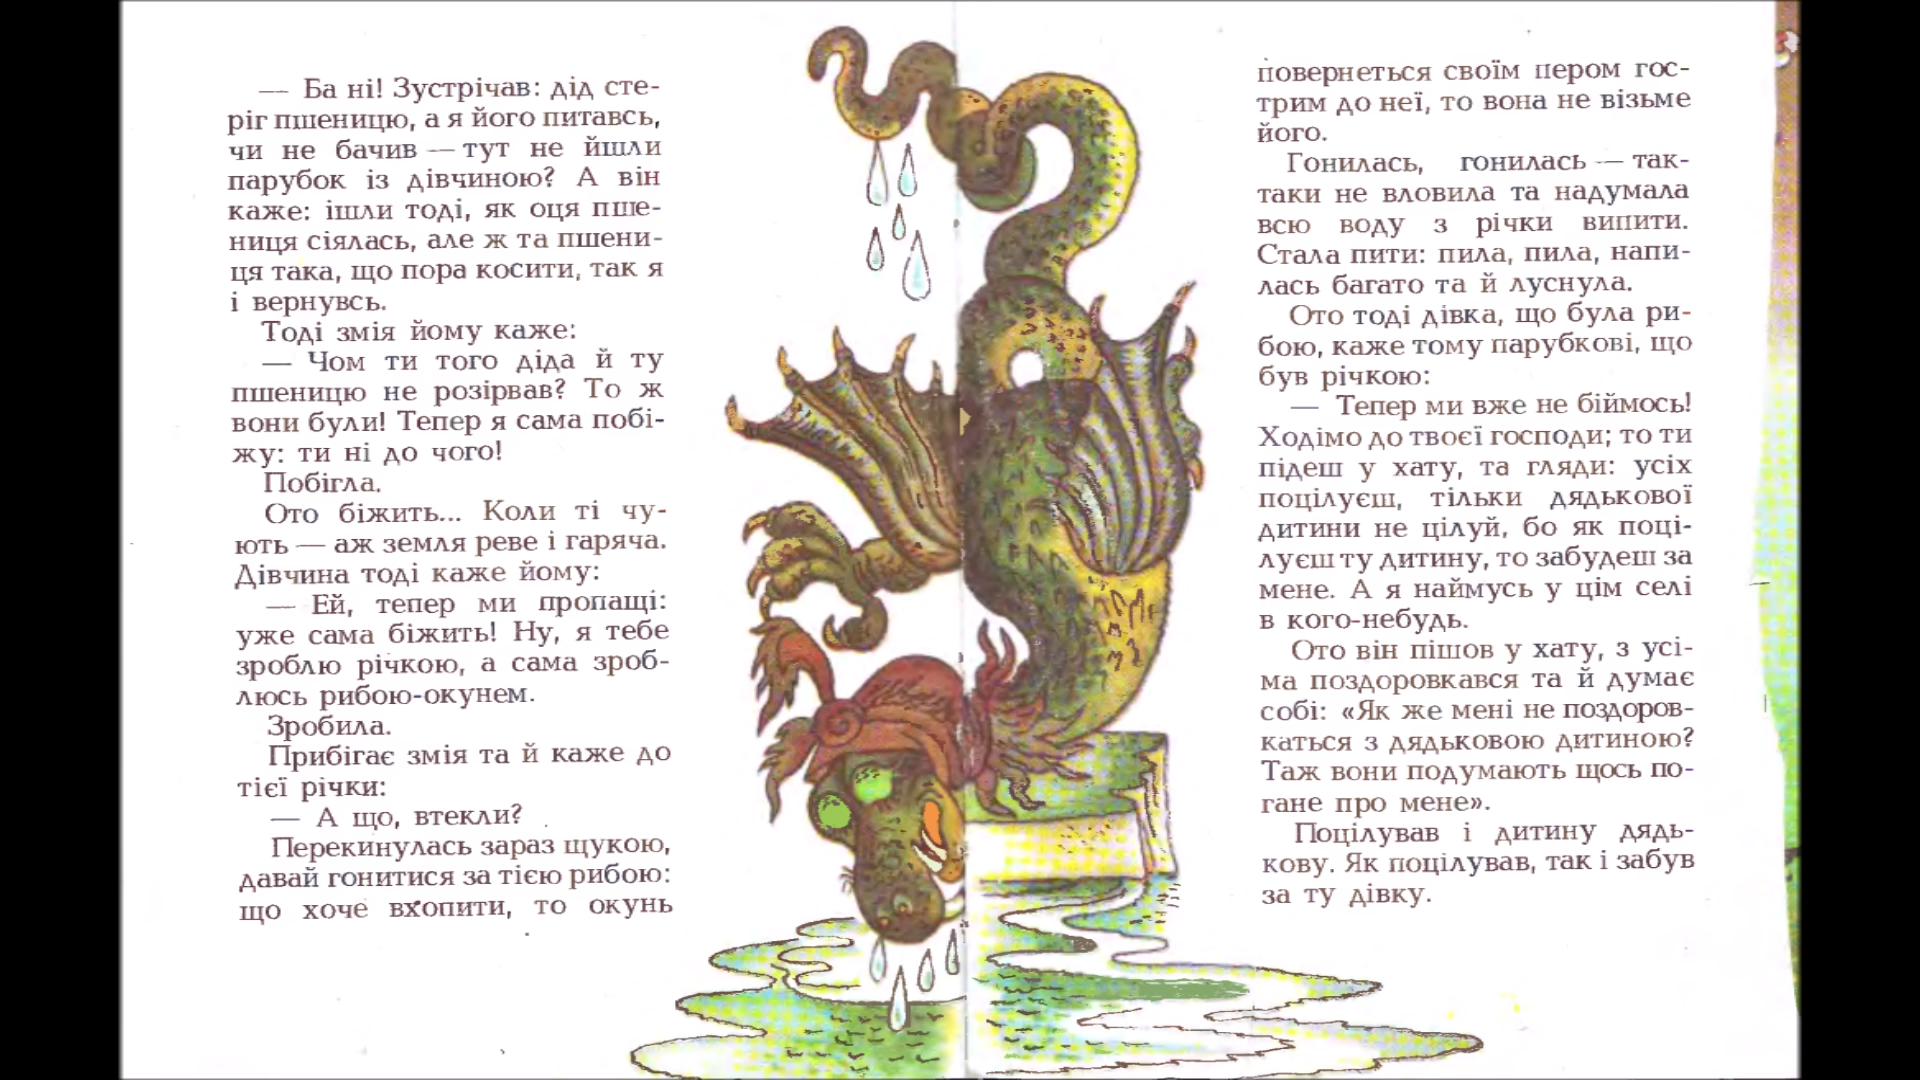 — Ба ні! Зустрічав: дід сте-
ріг пшеницю, а я його питавсь,
чи не бачив — тут не йшли
парубок із дівчиною? А він
каже: ішли тоді, як оця пше-
ниця сіялась, але ж та пшени-
ця така, що пора косити, так я
і вернувсь.
Тоді змія йому каже:
— Чом ти того діда й ту
пшеницю не розірвав? То ж
вони були! Тепер я сама побі-
жу: ти ні до чого!
Побігла.
Ото біжить... Коли ті чу-
ють — аж земля реве і гаряча.
Дівчина тоді каже йому:
— Ей, тепер ми пропащі:
уже сама біжить! Ну, я тебе
зроблю річкою, а сама зроб-
люсь рибою-окунем.
Зробила.
Прибігає змія та й каже до
тієї річки:
— А що, втекли?
Перекинулась зараз щукою,
давай гонитися за тією рибою:
що хоче вхопити, то окунь
повернеться своїм пером гос-
трим до неї, то вона не візьме
його.
Гонилась, гонилась — так-
таки не вловила та надумала
всю воду з річки випити.
Стала пити: пила, пила, напи-
лась багато та й луснула.
Ото тоді дівка, що була ри-
бою, каже тому парубкові, що
був річкою:
— Тепер ми вже не біймось!
Ходімо до твоєї господи; то ти
підеш у хату, та гляди: усіх
поцілуєш, тільки дядькової
дитини не цілуй, бо як поці-
луєш ту дитину, то забудеш за
мене. А я наймусь у цім селі
в кого-небудь.
Ото він пішов у хату, з усі-
ма поздоровкався та й думає
собі: «Як же мені не поздоров-
каться з дядьковою дитиною?
Таж вони подумають щось по-
гане про мене».
Поцілував і дитину дядь-
кову. Як поцілував, так і забув
за ту дівку.